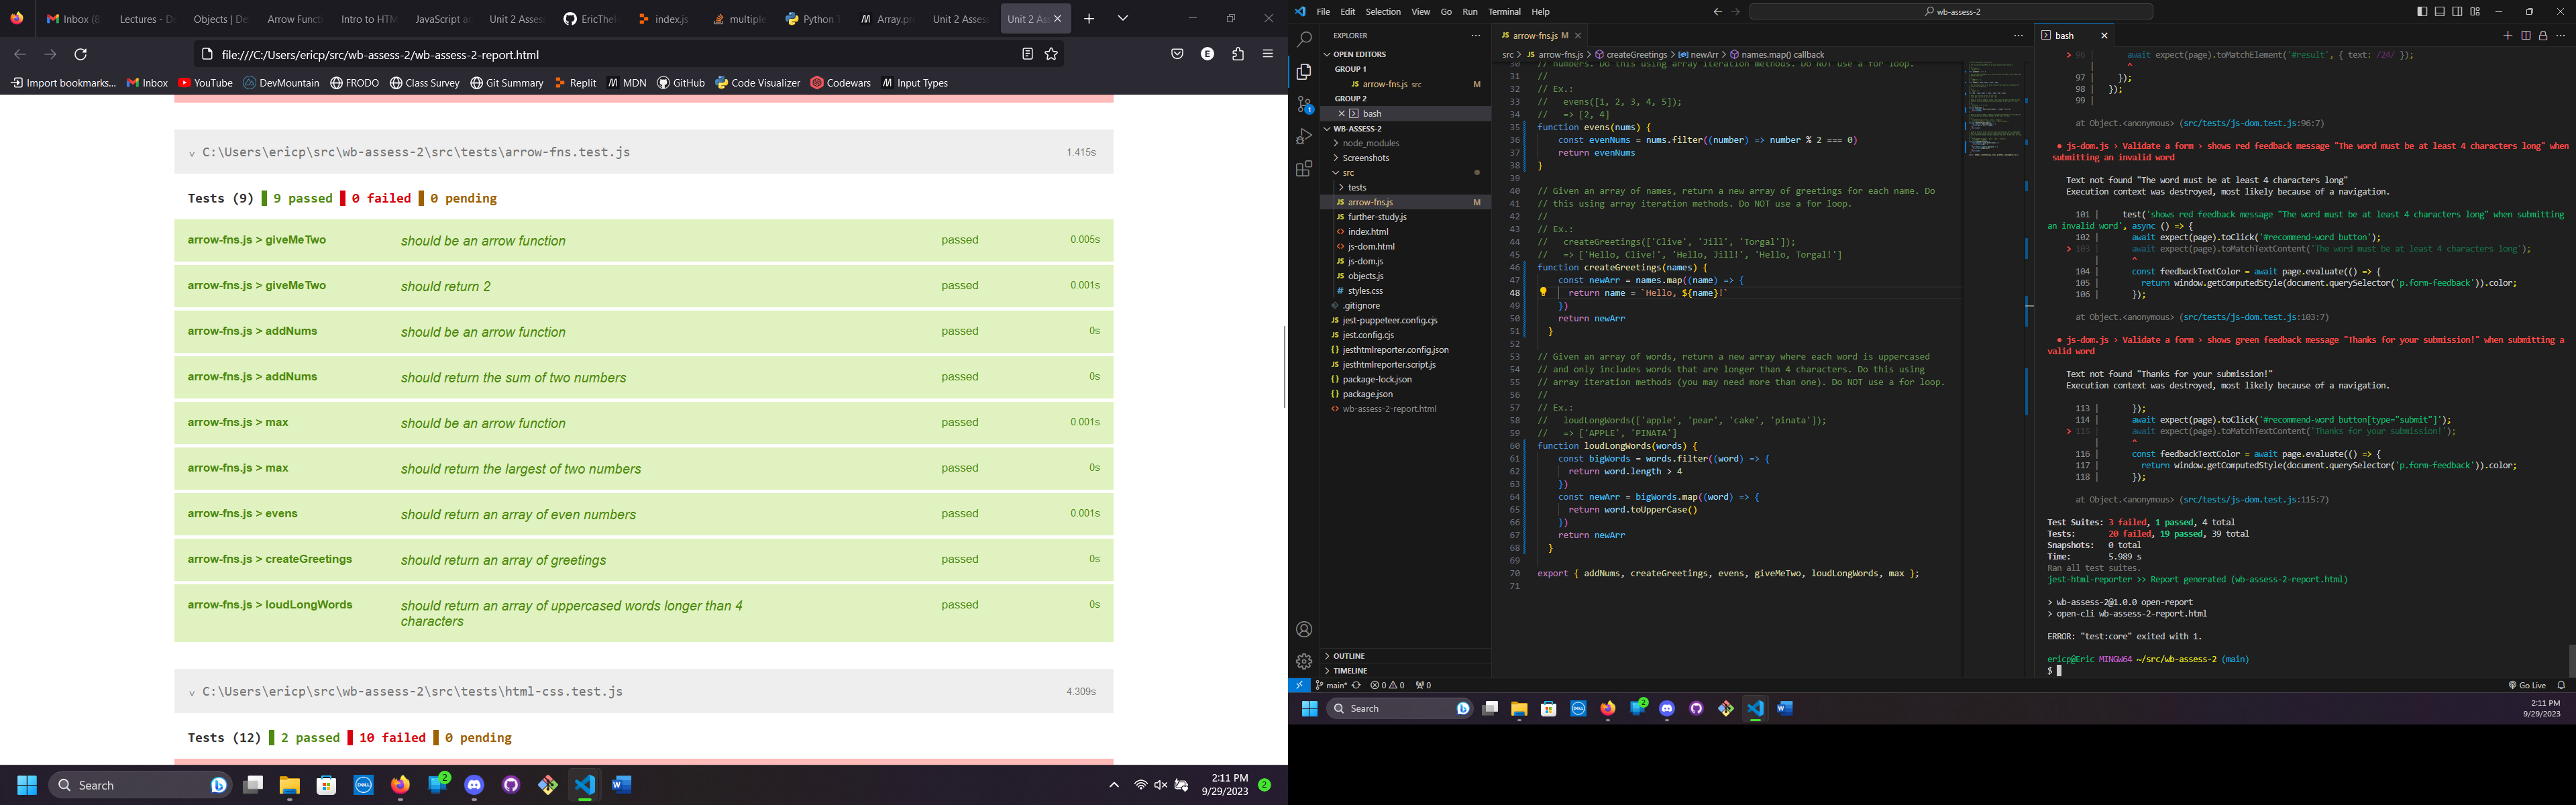 Inbox (8
Lectures - De
Objects | De
Arrow Funct
Intro to HTM
JavaScript a
Unit 2 Asses
EricTheH
index.js
multiple
Python T
Array.pr
Unit 2 Asses
Unit 2 As
file:///C:/Users/ericp/src/wb-assess-2/wb-assess-2-report.html
Import bookmarks...
Inbox
YouTube
DevMountain
FRODO
Class Survey
Git Summary
Replit
MDN
GitHub
Code Visualizer
Codewars
Input Types
C:\Users\ericp\src\wb-assess-2\src\tests\arrow-fns.test.js
1.415s
Tests (9) 9 passed 0 failed 0 pending
arrow-fns.js > giveMeTwo should be an arrow function passed 0.005s
arrow-fns.js > giveMeTwo should return 2 passed 0.001s
arrow-fns.js > addNums should be an arrow function passed 0s
arrow-fns.js > addNums should return the sum of two numbers passed 0s
arrow-fns.js > max should be an arrow function passed 0.001s
arrow-fns.js > max should return the largest of two numbers passed 0s
arrow-fns.js > evens should return an array of even numbers passed 0.001s
arrow-fns.js > createGreetings should return an array of greetings passed 0s
arrow-fns.js > loudLongWords should return an array of uppercased words longer than 4 passed 0s
characters
C:\Users\ericp\src\wb-assess-2\src\tests\html-css.test.js
4.309s
Tests (12) 2 passed 10 failed 0 pending
Search
2:11 PM
9/29/2023
2
File Edit Selection View Go Run Terminal Help
wb-assess-2
EXPLORER
OPEN EDITORS
GROUP 1
arrow-fns.js src M
GROUP 2
bash
WB-ASSESS-2
node_modules
Screenshots
src
tests
arrow-fns.js M
further-study.js
index.html
js-dom.html
js-dom.js
objects.js
styles.css
.gitignore
jest-puppeteer.config.cjs
jest.config.cjs
jesthtmlreporter.config.json
jesthtmlreporter.script.js
package-lock.json
package.json
wb-assess-2-report.html
OUTLINE
TIMELINE
arrow-fns.js M
src > arrow-fns.js > createGreetings > newArr > names.map() callback
30 // numbers. Do this using array iteration methods. Do NOT use a for loop.
31 //
32 // Ex.:
33 //   evens([1, 2, 3, 4, 5]);
34 //   => [2, 4]
35 function evens(nums) {
36 const evenNums = nums.filter((number) => number % 2 === 0)
37 return evenNums
38 }
39
40 // Given an array of names, return a new array of greetings for each name. Do
41 // this using array iteration methods. Do NOT use a for loop.
42 //
43 // Ex.:
44 //   createGreetings(['Clive', 'Jill', 'Torgal']);
45 //   => ['Hello, Clive!', 'Hello, Jill!', 'Hello, Torgal!']
46 function createGreetings(names) {
47 const newArr = names.map((name) => {
48 return name = `Hello, ${name}!`
49 })
50 return newArr
51 }
52
53 // Given an array of words, return a new array where each word is uppercased
54 // and only includes words that are longer than 4 characters. Do this using
55 // array iteration methods (you may need more than one). Do NOT use a for loop.
56 //
57 // Ex.:
58 //   loudLongWords(['apple', 'pear', 'cake', 'pinata']);
59 //   => ['APPLE', 'PINATA']
60 function loudLongWords(words) {
61 const bigWords = words.filter((word) => {
62 return word.length > 4
63 })
64 const newArr = bigWords.map((word) => {
65 return word.toUpperCase()
66 })
67 return newArr
68 }
69
70 export { addNums, createGreetings, evens, giveMeTwo, loudLongWords, max };
71
bash
> 96 | await expect(page).toMatchElement('#result', { text: /24/ });
| ^
97 | });
98 | });
99 |
at Object.<anonymous> (src/tests/js-dom.test.js:96:7)
● js-dom.js › Validate a form › shows red feedback message "The word must be at least 4 characters long" when
submitting an invalid word
Text not found "The word must be at least 4 characters long"
Execution context was destroyed, most likely because of a navigation.
101 | test('shows red feedback message "The word must be at least 4 characters long" when submitting
an invalid word', async () => {
102 | await expect(page).toClick('#recommend-word button');
> 103 | await expect(page).toMatchTextContent('The word must be at least 4 characters long');
| ^
104 | const feedbackTextColor = await page.evaluate(() => {
105 | return window.getComputedStyle(document.querySelector('p.form-feedback')).color;
106 | });
at Object.<anonymous> (src/tests/js-dom.test.js:103:7)
● js-dom.js › Validate a form › shows green feedback message "Thanks for your submission!" when submitting a
valid word
Text not found "Thanks for your submission!"
Execution context was destroyed, most likely because of a navigation.
113 | });
114 | await expect(page).toClick('#recommend-word button[type="submit"]');
> 115 | await expect(page).toMatchTextContent('Thanks for your submission!');
| ^
116 | const feedbackTextColor = await page.evaluate(() => {
117 | return window.getComputedStyle(document.querySelector('p.form-feedback')).color;
118 | });
at Object.<anonymous> (src/tests/js-dom.test.js:115:7)
Test Suites: 3 failed, 1 passed, 4 total
Tests: 20 failed, 19 passed, 39 total
Snapshots: 0 total
Time: 5.989 s
Ran all test suites.
jest-html-reporter >> Report generated (wb-assess-2-report.html)
> wb-assess-2@1.0.0 open-report
> open-cli wb-assess-2-report.html
ERROR: "test:core" exited with 1.
ericp@Eric MINGW64 ~/src/wb-assess-2 (main)
$
main* 0 0 0
Go Live
Search
2:11 PM
9/29/2023